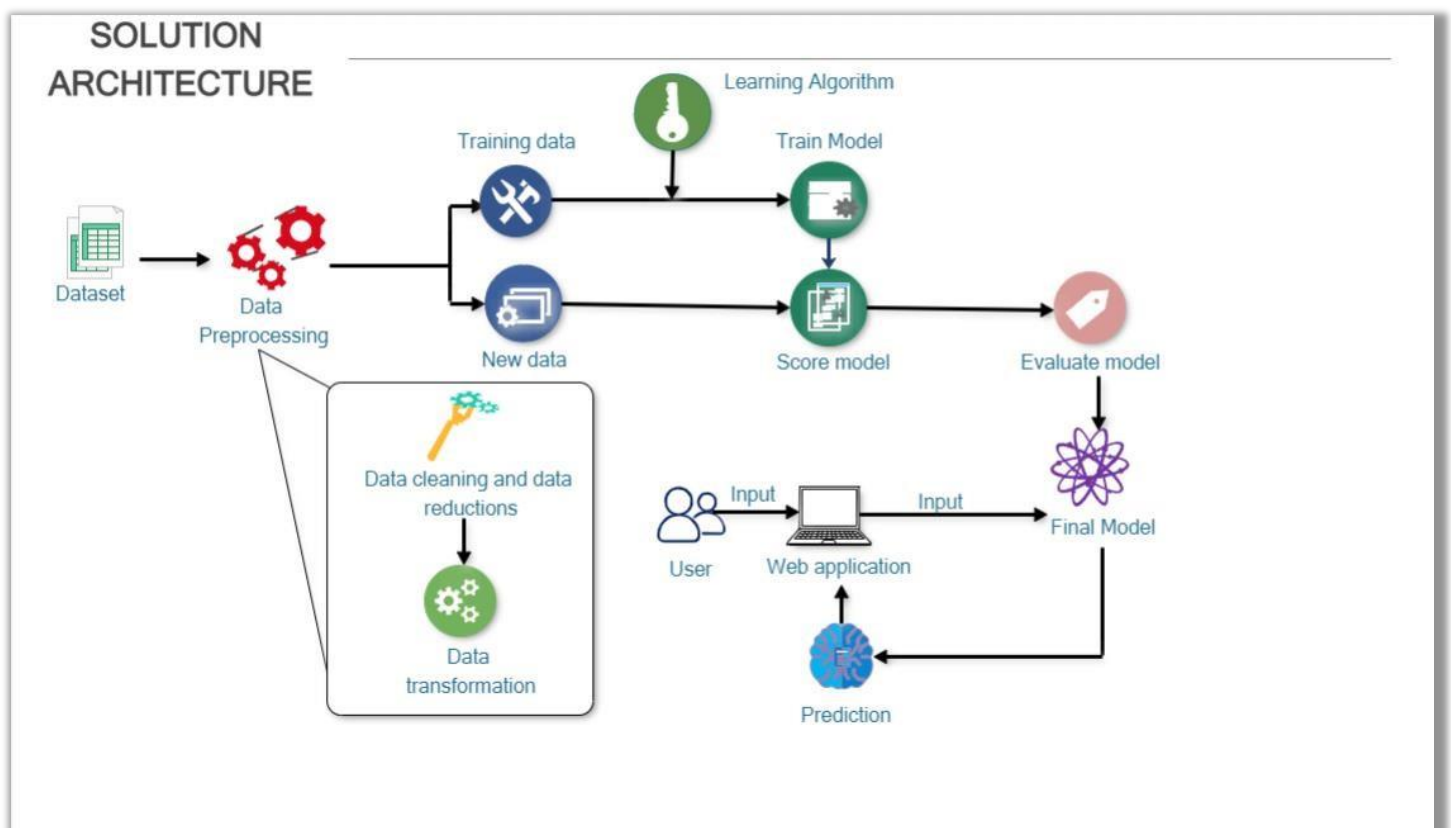 SOLUTION
ARCHITECTURE
Learning Algorithm
Training data
Train Model
Dataset
Data
Preprocessing
New data
Score model
Evaluate model
Data cleaning and data
reductions
Data
transformation
Input
Input
User
Web application
Final Model
Prediction